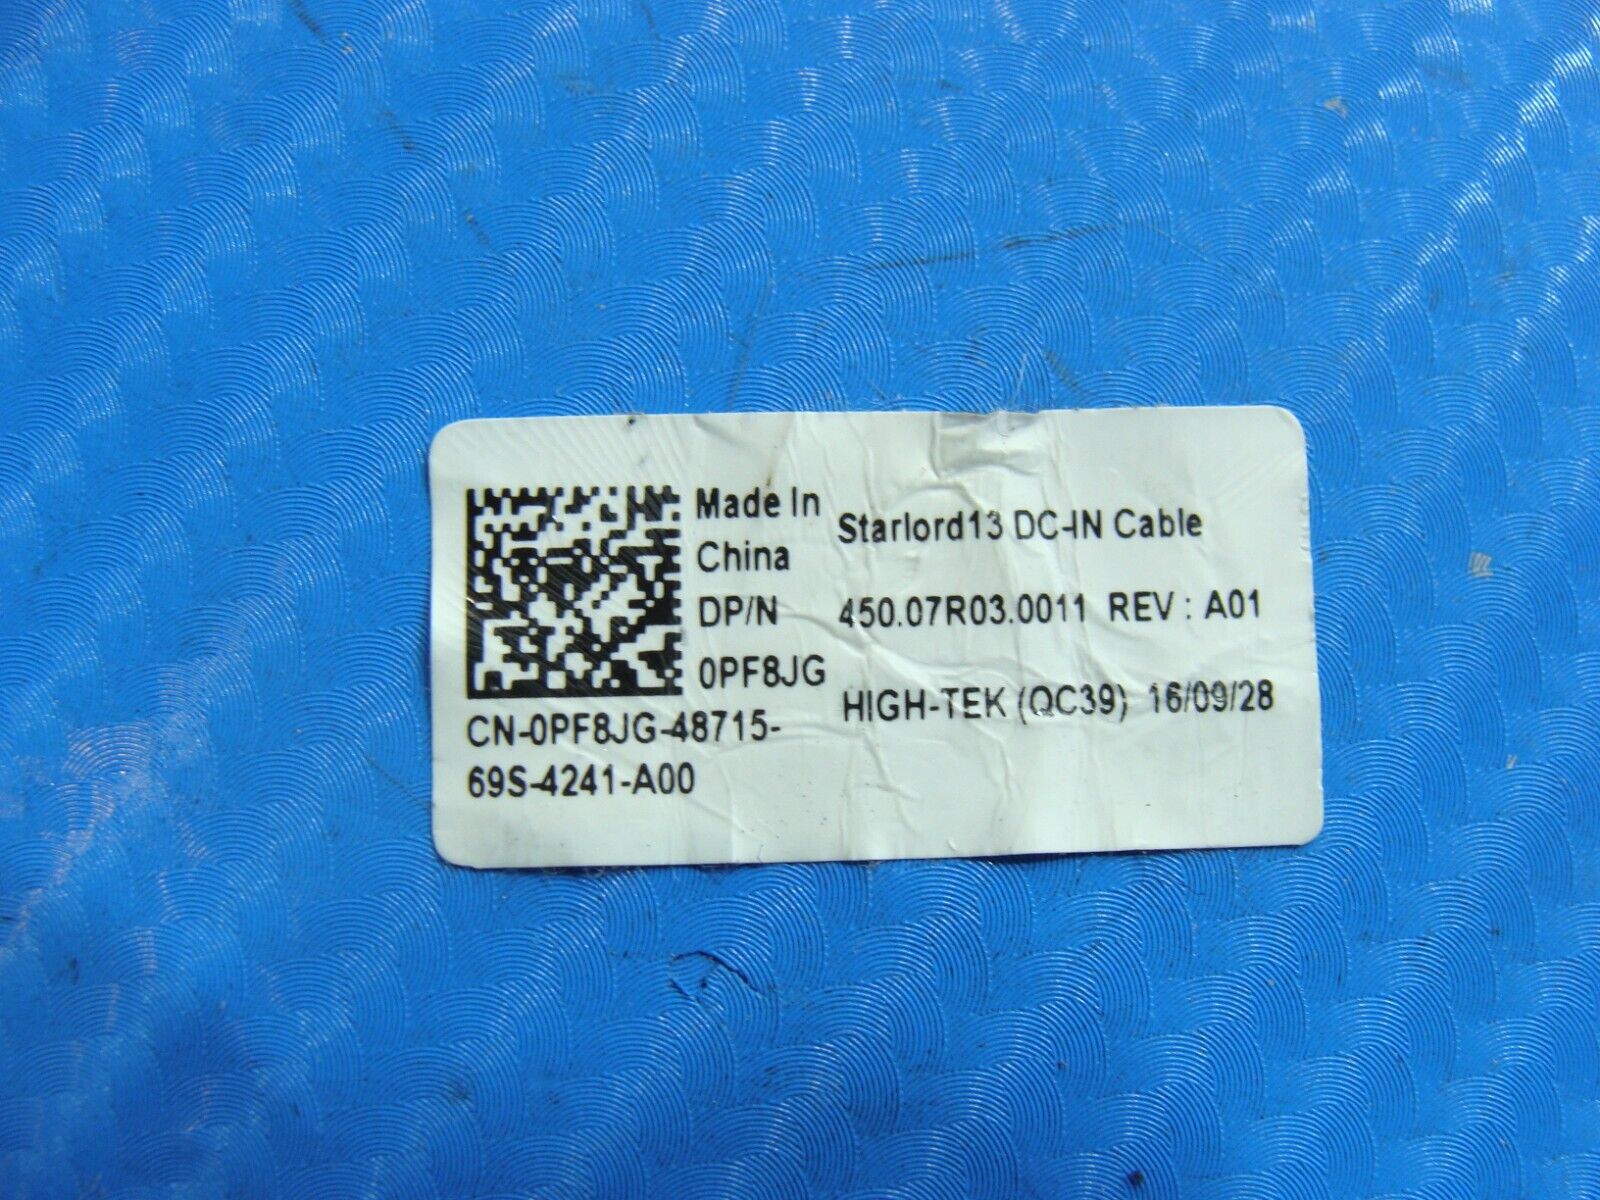 Made In
China
DP/N
0PF8JG
CN-0PF8JG-48715-
69S-4241-A00
Starlord13 DC-IN Cable
450.07R03.0011 REV : A01
HIGH-TEK (QC39) 16/09/28